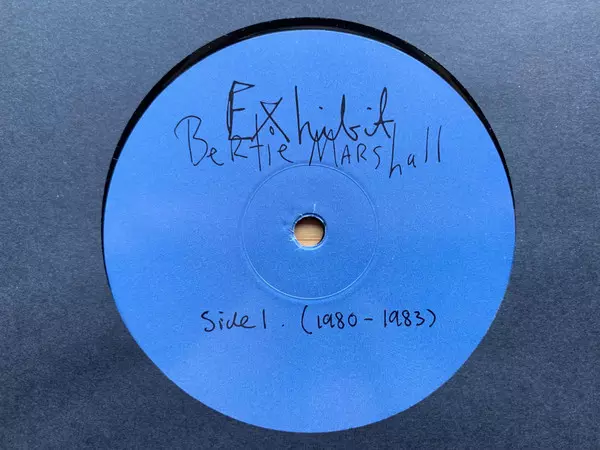 Exhibit
BeRtie MARShall
Side 1. (1980 - 1983)